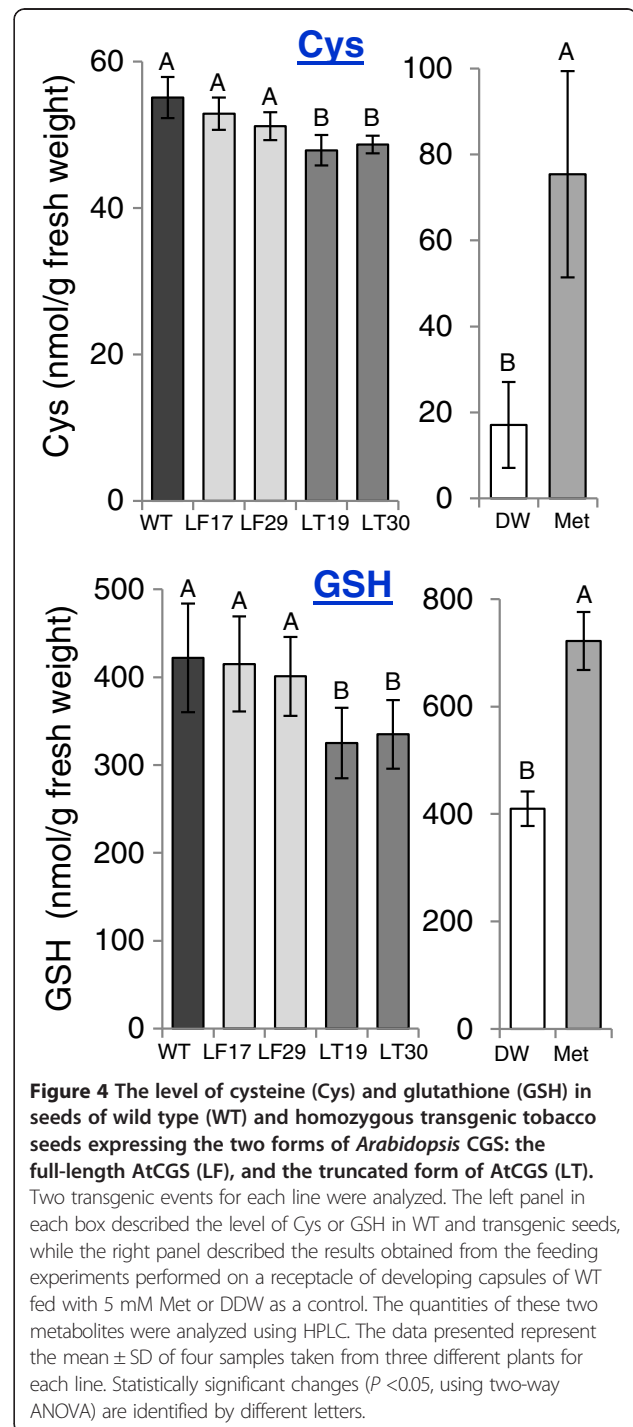 Cys
Cys (nmol/g fresh weight)
60
40
20
0
A
A
A
B
B
WT LF17 LF29 LT19 LT30
100
80
60
40
20
0
B
A
DW Met
GSH
GSH (nmol/g fresh weight)
500
400
300
200
100
0
A
A
A
B
B
WT LF17 LF29 LT19 LT30
800
600
400
200
0
B
A
DW Met
Figure 4 The level of cysteine (Cys) and glutathione (GSH) in
seeds of wild type (WT) and homozygous transgenic tobacco
seeds expressing the two forms of Arabidopsis CGS: the
full-length AtCGS (LF), and the truncated form of AtCGS (LT).
Two transgenic events for each line were analyzed. The left panel in
each box described the level of Cys or GSH in WT and transgenic seeds,
while the right panel described the results obtained from the feeding
experiments performed on a receptacle of developing capsules of WT
fed with 5 mM Met or DDW as a control. The quantities of these two
metabolites were analyzed using HPLC. The data presented represent
the mean ± SD of four samples taken from three different plants for
each line. Statistically significant changes (P <0.05, using two-way
ANOVA) are identified by different letters.